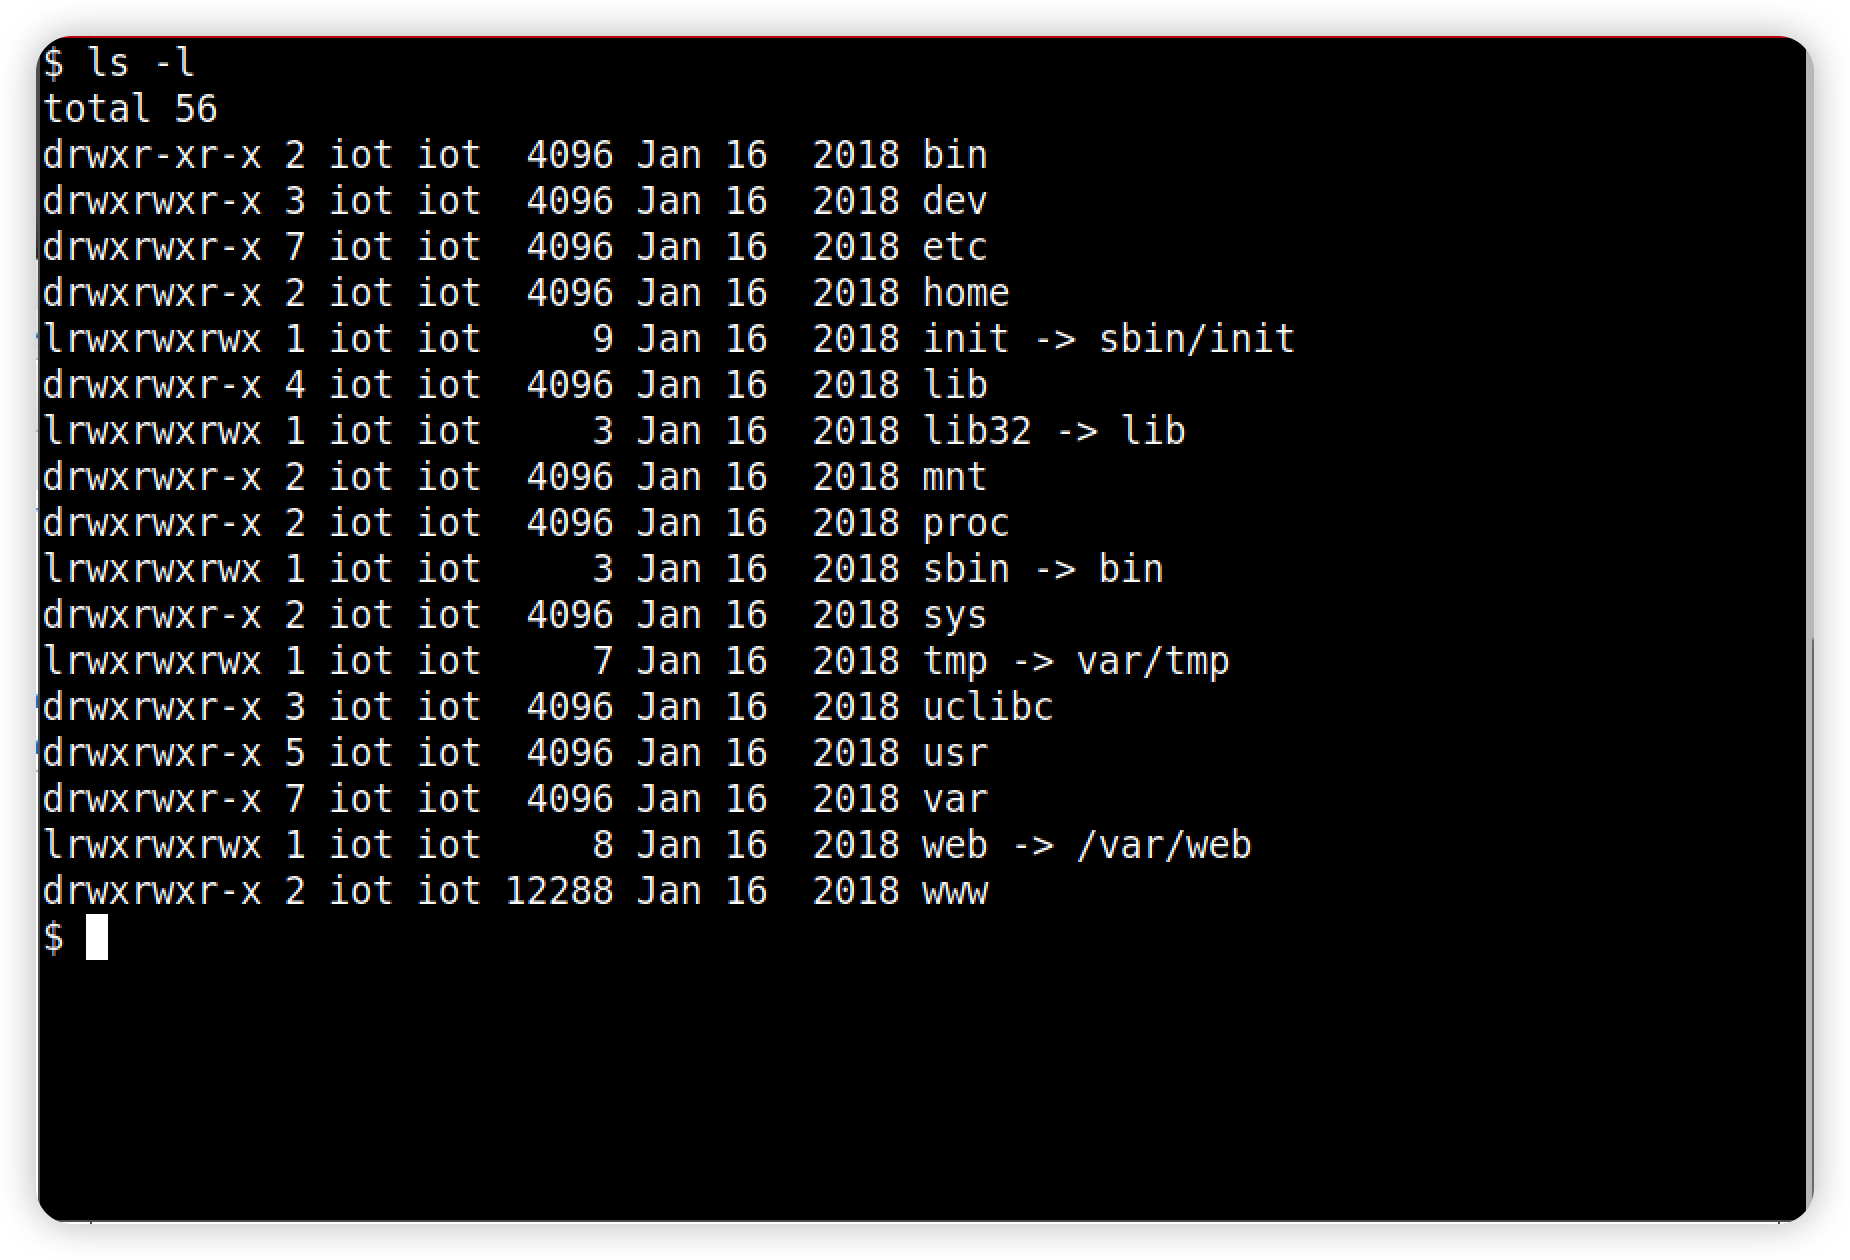 $ ls -l
total 56
drwxr-xr-x 2 iot iot  4096 Jan 16  2018 bin
drwxrwxr-x 3 iot iot  4096 Jan 16  2018 dev
drwxrwxr-x 7 iot iot  4096 Jan 16  2018 etc
drwxrwxr-x 2 iot iot  4096 Jan 16  2018 home
lrwxrwxrwx 1 iot iot     9 Jan 16  2018 init -> sbin/init
drwxrwxr-x 4 iot iot  4096 Jan 16  2018 lib
lrwxrwxrwx 1 iot iot     3 Jan 16  2018 lib32 -> lib
drwxrwxr-x 2 iot iot  4096 Jan 16  2018 mnt
drwxrwxr-x 2 iot iot  4096 Jan 16  2018 proc
lrwxrwxrwx 1 iot iot     3 Jan 16  2018 sbin -> bin
drwxrwxr-x 2 iot iot  4096 Jan 16  2018 sys
lrwxrwxrwx 1 iot iot     7 Jan 16  2018 tmp -> var/tmp
drwxrwxr-x 3 iot iot  4096 Jan 16  2018 uclibc
drwxrwxr-x 5 iot iot  4096 Jan 16  2018 usr
drwxrwxr-x 7 iot iot  4096 Jan 16  2018 var
lrwxrwxrwx 1 iot iot     8 Jan 16  2018 web -> /var/web
drwxrwxr-x 2 iot iot 12288 Jan 16  2018 www
$